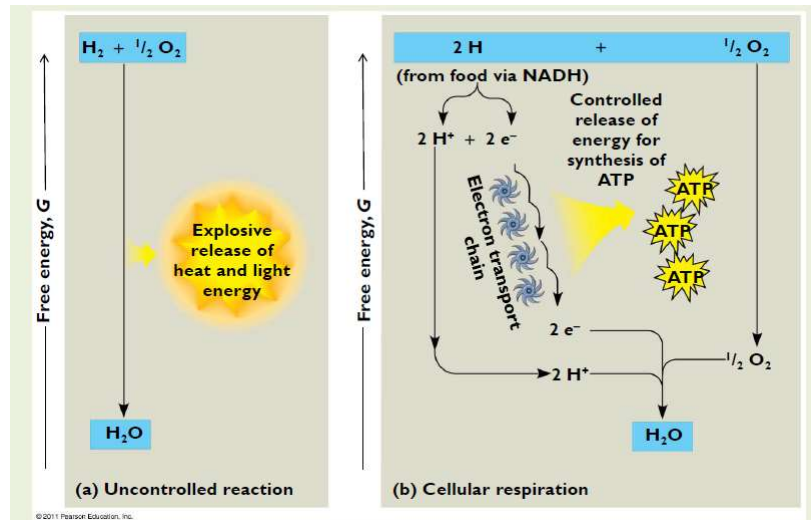 Free energy, G
H₂ + ¹/₂ O₂
Explosive
release of
heat and light
energy
H₂O
(a) Uncontrolled reaction
Free energy, G
2 H + ¹/₂ O₂
(from food via NADH)
2 H⁺ + 2 e⁻
Controlled
release of
energy for
synthesis of
ATP
ATP
ATP
ATP
Electron transport
chain
2 e⁻
¹/₂ O₂
2 H⁺
H₂O
(b) Cellular respiration
© 2011 Pearson Education, Inc.